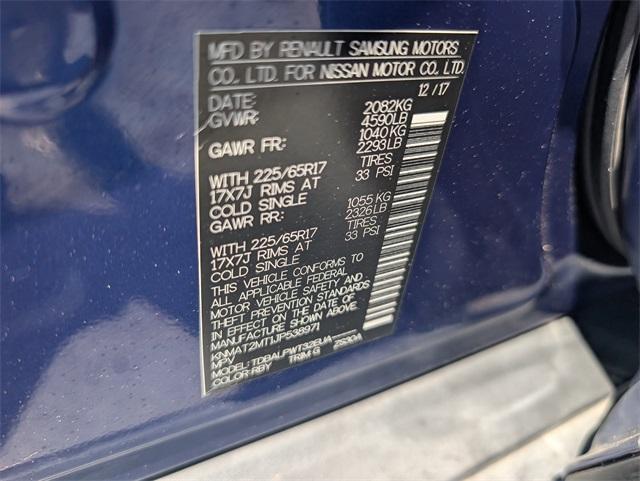 MFD BY RENAULT SAMSUNG MOTORS
CO., LTD. FOR NISSAN MOTOR CO., LTD.
DATE: 12/17
GVWR: 2082KG 4590LB
GAWR FR: 1040KG 2293LB
WITH 225/65R17 TIRES
17X7J RIMS AT 33 PSI
COLD SINGLE
GAWR RR: 1055 KG 2326LB
WITH 225/65R17 TIRES
17X7J RIMS AT 33 PSI
COLD SINGLE
THIS VEHICLE CONFORMS TO
ALL APPLICABLE FEDERAL
MOTOR VEHICLE SAFETY AND
THEFT PREVENTION STANDARDS
IN EFFECT ON THE DATE OF
MANUFACTURE SHOWN ABOVE.
KNMAT2MT1JP538971
MPV
MODEL:TDBALPWT32EUA
COLOR:RBY TRIM G ZS30A